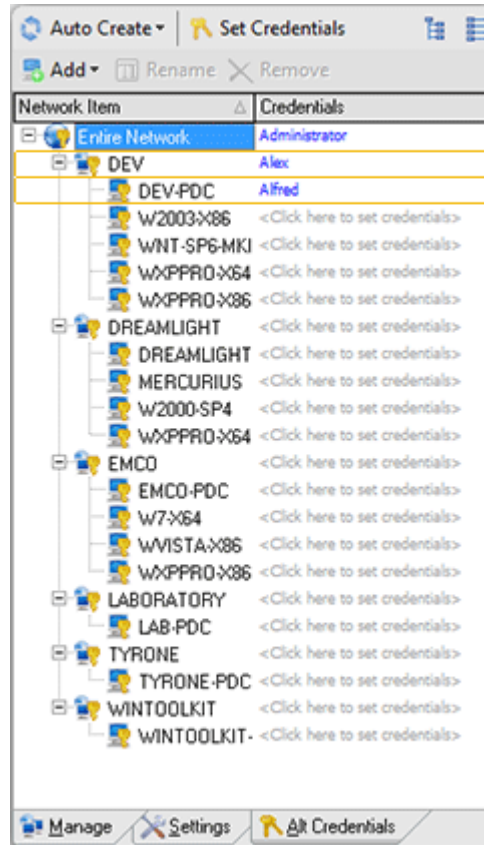 Auto Create Set Credentials
Add Rename Remove
Network Item Credentials
Entire Network Administrator
DEV Alex
DEV-PDC Alfred
W2003-X86 <Click here to set credentials>
WNT-SP6-MKI <Click here to set credentials>
WXPPRO-X64 <Click here to set credentials>
WXPPRO-X86 <Click here to set credentials>
DREAMLIGHT <Click here to set credentials>
DREAMLIGHT <Click here to set credentials>
MERCURIUS <Click here to set credentials>
W2000-SP4 <Click here to set credentials>
WXPPRO-X64 <Click here to set credentials>
EMCO <Click here to set credentials>
EMCO-PDC <Click here to set credentials>
W7-X64 <Click here to set credentials>
WVISTA-X86 <Click here to set credentials>
WXPPRO-X86 <Click here to set credentials>
LABORATORY <Click here to set credentials>
LAB-PDC <Click here to set credentials>
TYRONE <Click here to set credentials>
TYRONE-PDC <Click here to set credentials>
WINTOOLKIT <Click here to set credentials>
WINTOOLKIT- <Click here to set credentials>
Manage Settings Alt Credentials